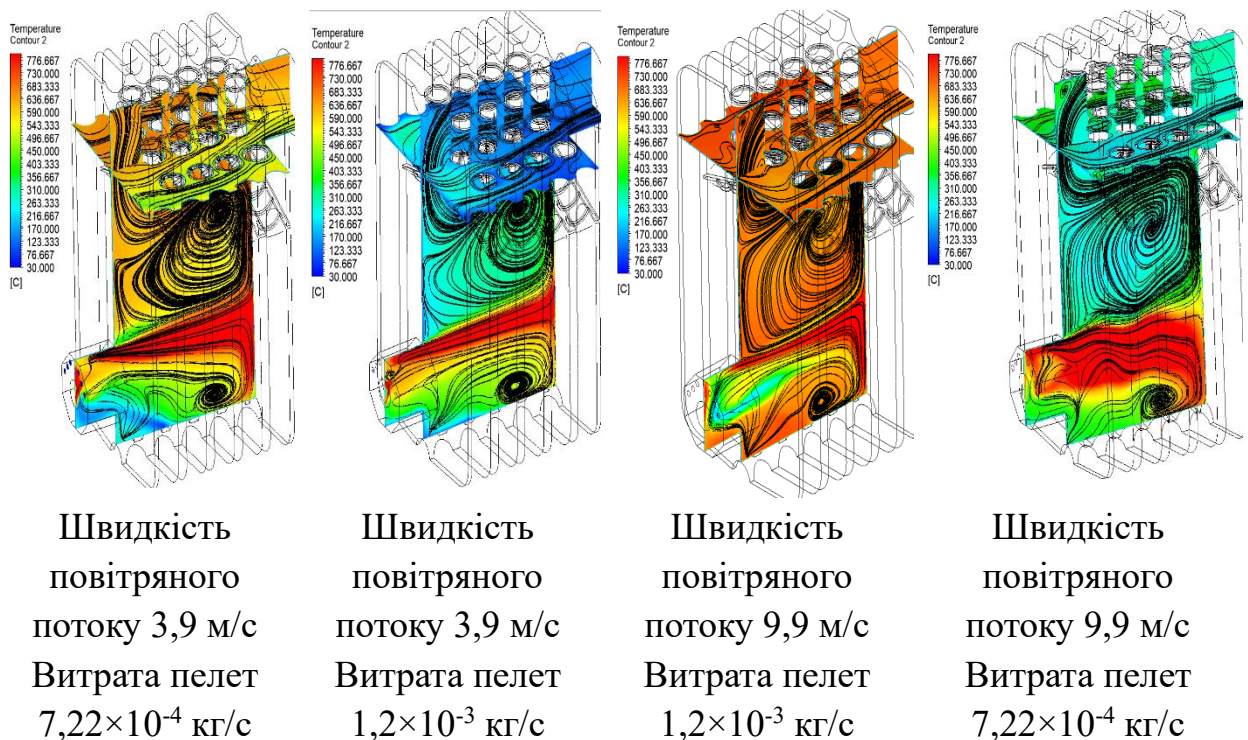 Temperature
Contour 2
776.667
730.000
683.333
636.667
590.000
543.333
496.667
450.000
403.333
356.667
310.000
263.333
216.667
170.000
123.333
76.667
30.000
[C]
Temperature
Contour 2
776.667
730.000
683.333
636.667
590.000
543.333
496.667
450.000
403.333
356.667
310.000
263.333
216.667
170.000
123.333
76.667
30.000
[C]
Temperature
Contour 2
776.667
730.000
683.333
636.667
590.000
543.333
496.667
450.000
403.333
356.667
310.000
263.333
216.667
170.000
123.333
76.667
30.000
[C]
Temperature
Contour 2
776.667
730.000
683.333
636.667
590.000
543.333
496.667
450.000
403.333
356.667
310.000
263.333
216.667
170.000
123.333
76.667
30.000
[C]
Швидкість
повітряного
потоку 3,9 м/с
Витрата пелет
7,22×10⁻⁴ кг/с
Швидкість
повітряного
потоку 3,9 м/с
Витрата пелет
1,2×10⁻³ кг/с
Швидкість
повітряного
потоку 9,9 м/с
Витрата пелет
1,2×10⁻³ кг/с
Швидкість
повітряного
потоку 9,9 м/с
Витрата пелет
7,22×10⁻⁴ кг/с